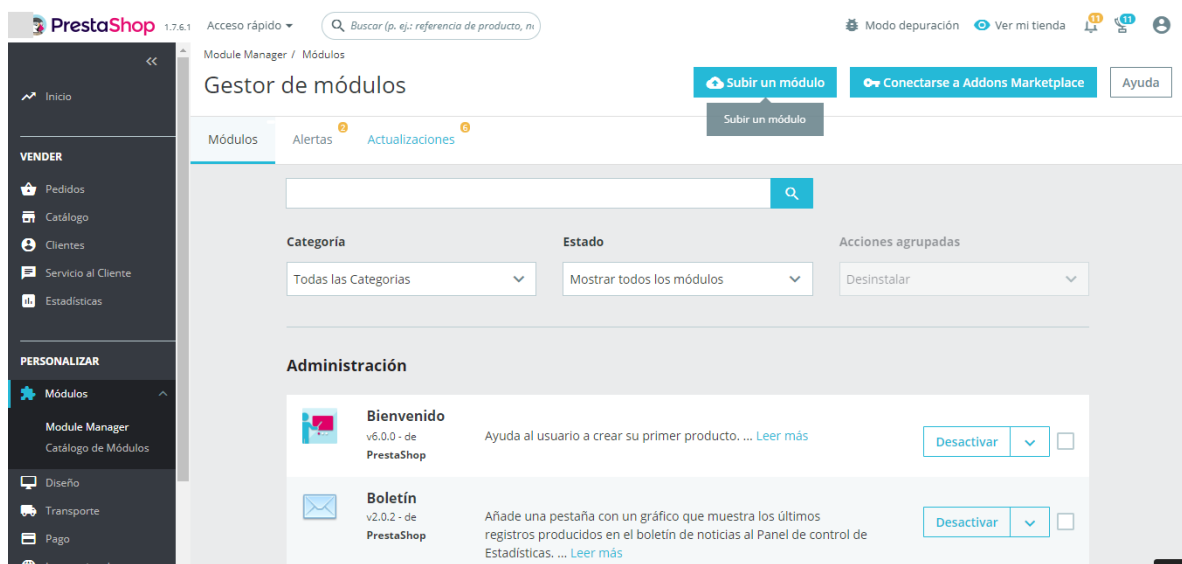 PrestaShop 1.7.6.1 Acceso rápido Buscar (p. ej.: referencia de producto, n Modo depuración Ver mi tienda 11 11
Module Manager / Módulos
Gestor de módulos
Subir un módulo
Conectarse a Addons Marketplace
Ayuda
Subir un módulo
Módulos
Alertas 2
Actualizaciones 6
Inicio
VENDER
Pedidos
Catálogo
Clientes
Servicio al Cliente
Estadísticas
PERSONALIZAR
Módulos
Module Manager
Catálogo de Módulos
Diseño
Transporte
Pago
Categoría
Todas las Categorias
Estado
Mostrar todos los módulos
Acciones agrupadas
Desinstalar
Administración
Bienvenido
v6.0.0 - de
PrestaShop
Ayuda al usuario a crear su primer producto. ... Leer más
Desactivar
Boletín
v2.0.2 - de
PrestaShop
Añade una pestaña con un gráfico que muestra los últimos
registros producidos en el boletín de noticias al Panel de control de
Estadísticas. ... Leer más
Desactivar